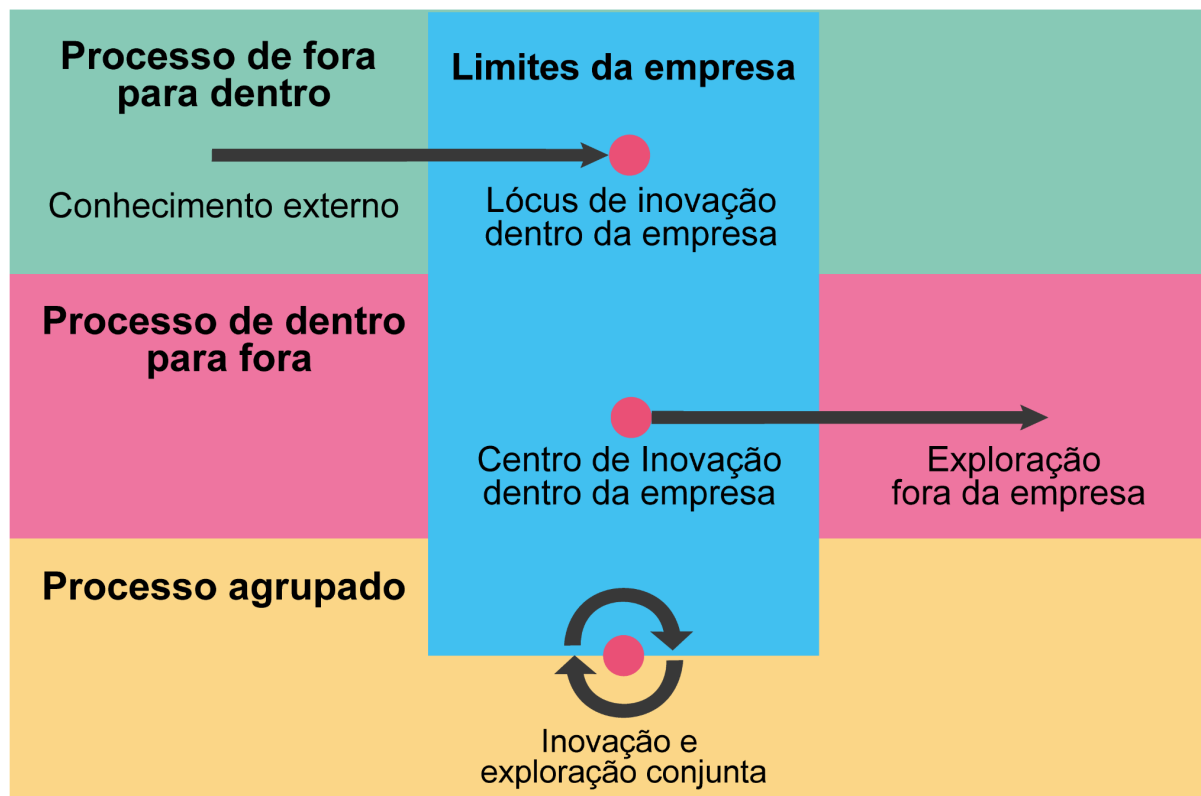 Processo de fora
para dentro
Limites da empresa
Conhecimento externo
Lócus de inovação
dentro da empresa
Processo de dentro
para fora
Centro de Inovação
dentro da empresa
Exploração
fora da empresa
Processo agrupado
Inovação e
exploração conjunta